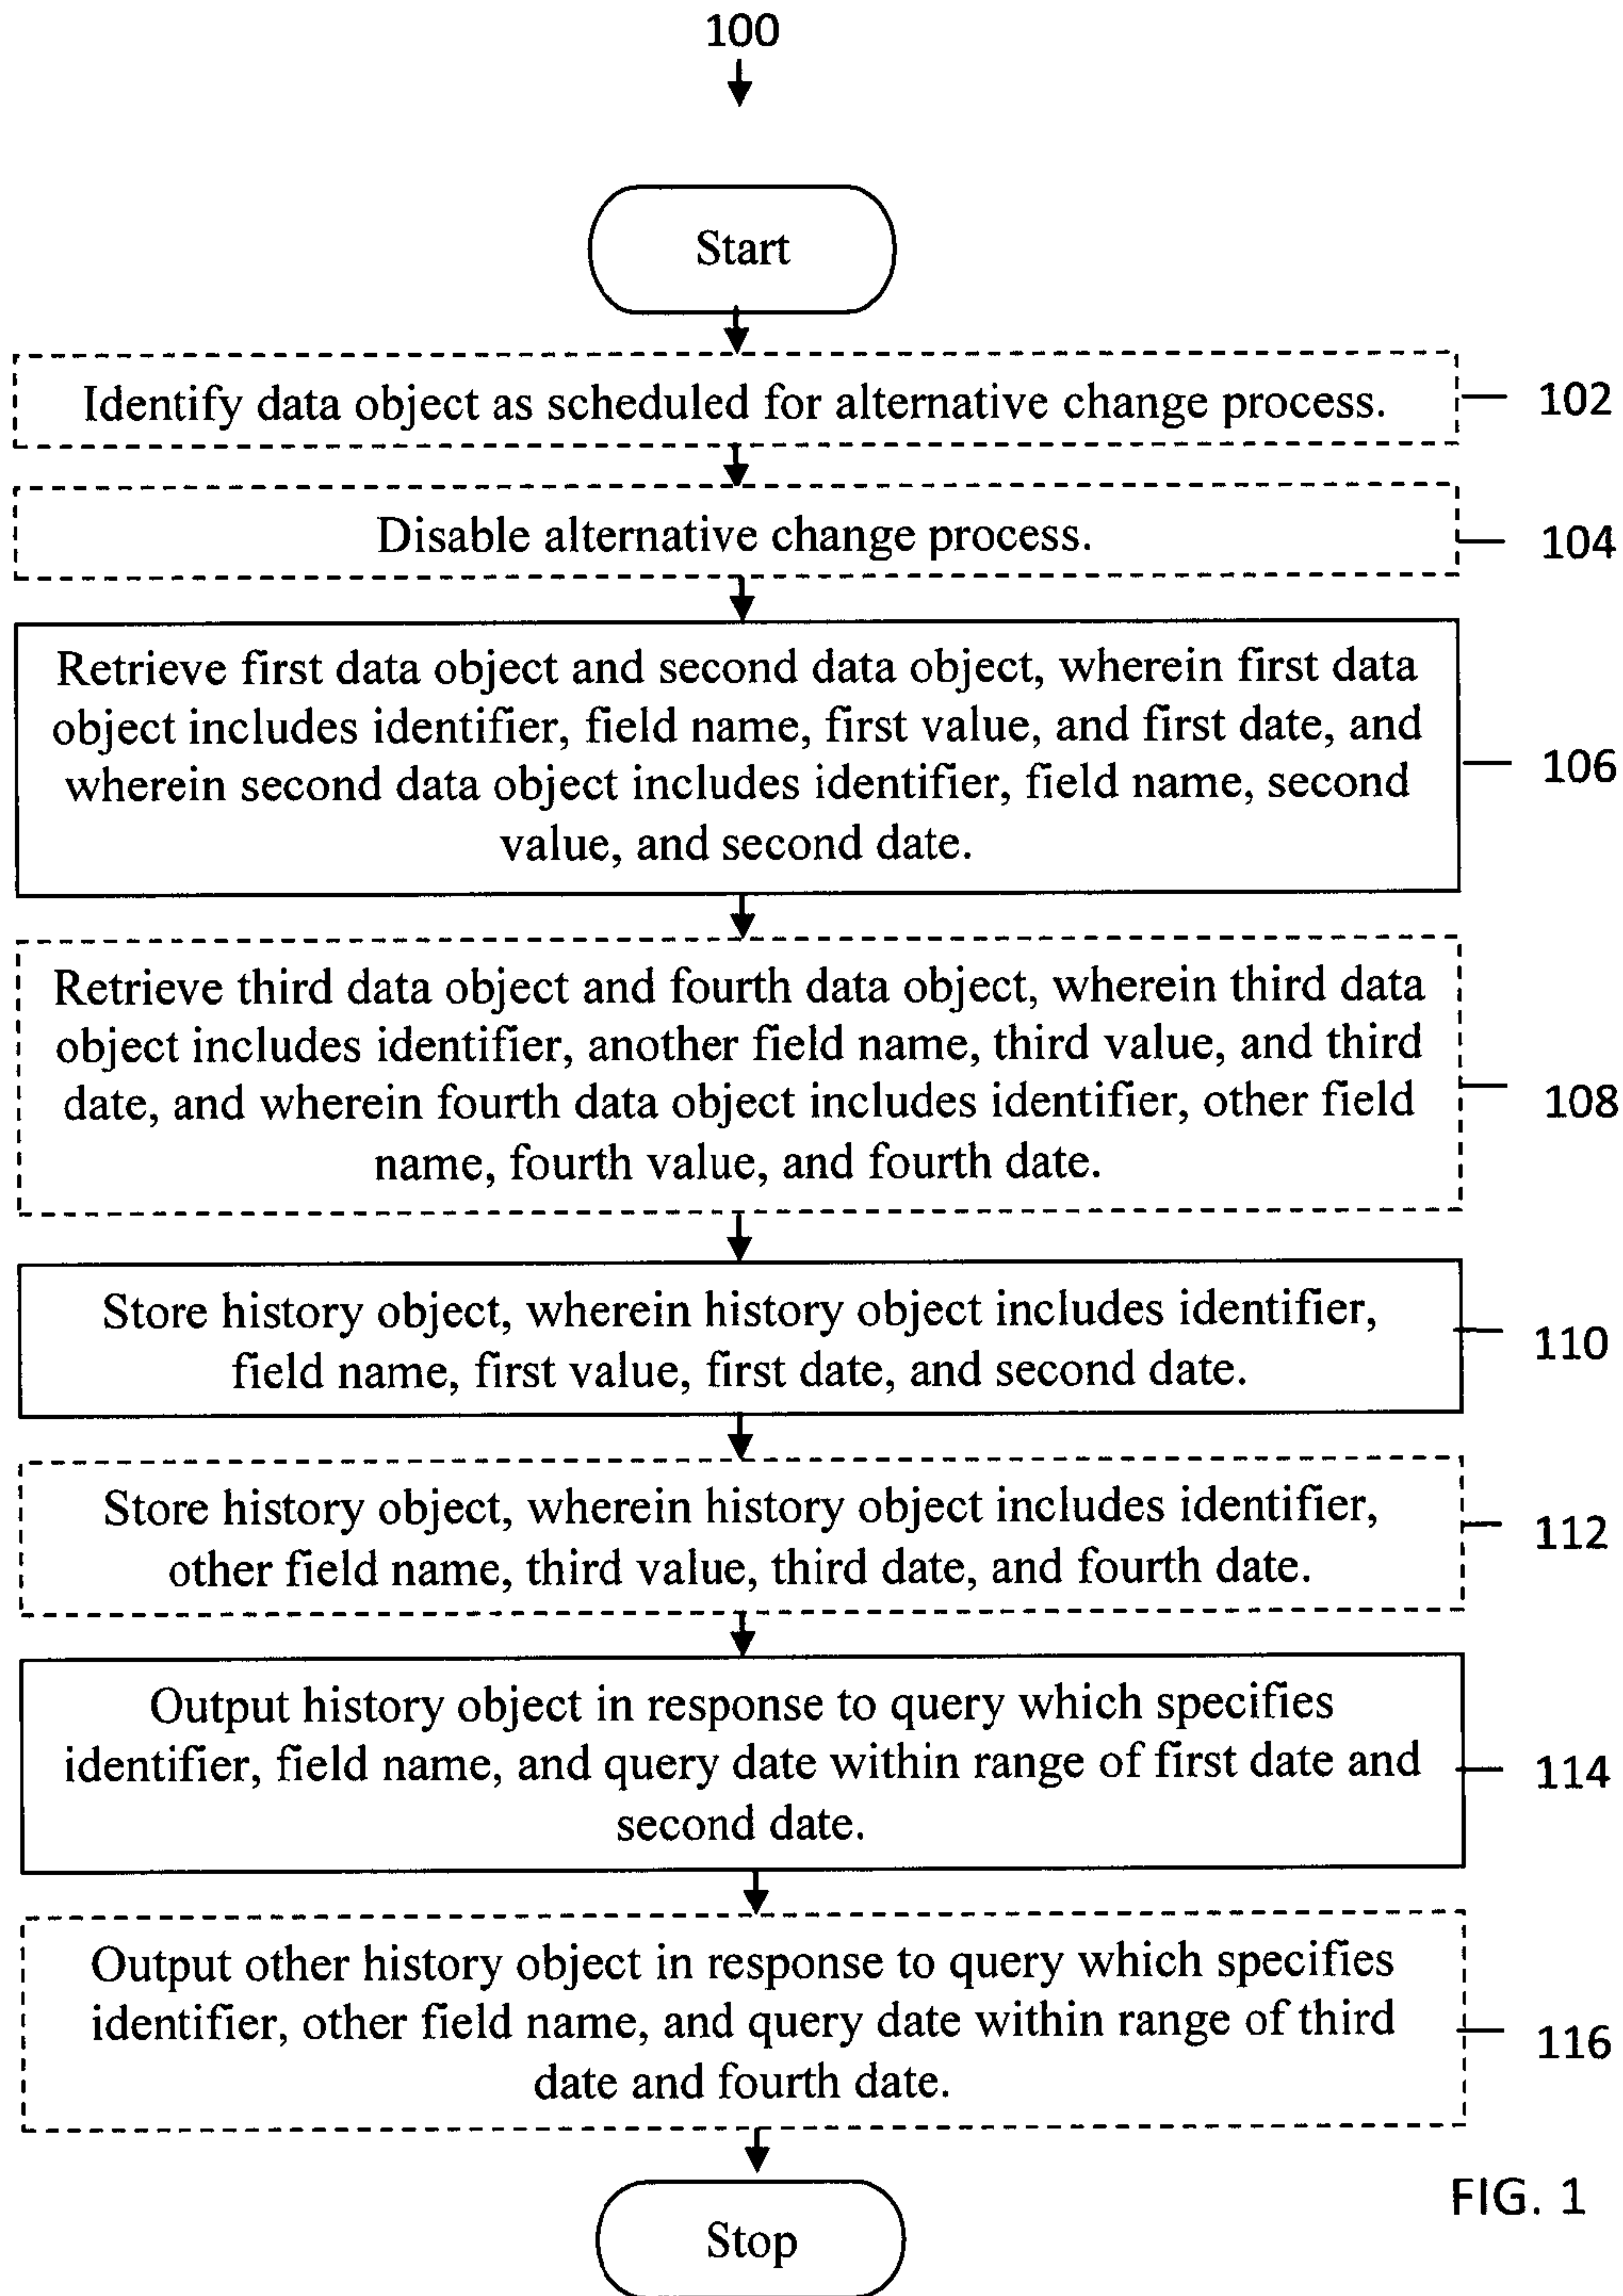 100
Start
Identify data object as scheduled for alternative change process.
102
Disable alternative change process.
104
Retrieve first data object and second data object, wherein first data
object includes identifier, field name, first value, and first date, and
wherein second data object includes identifier, field name, second
value, and second date.
106
Retrieve third data object and fourth data object, wherein third data
object includes identifier, another field name, third value, and third
date, and wherein fourth data object includes identifier, other field
name, fourth value, and fourth date.
108
Store history object, wherein history object includes identifier,
field name, first value, first date, and second date.
110
Store history object, wherein history object includes identifier,
other field name, third value, third date, and fourth date.
112
Output history object in response to query which specifies
identifier, field name, and query date within range of first date and
second date.
114
Output other history object in response to query which specifies
identifier, other field name, and query date within range of third
date and fourth date.
116
Stop
FIG. 1